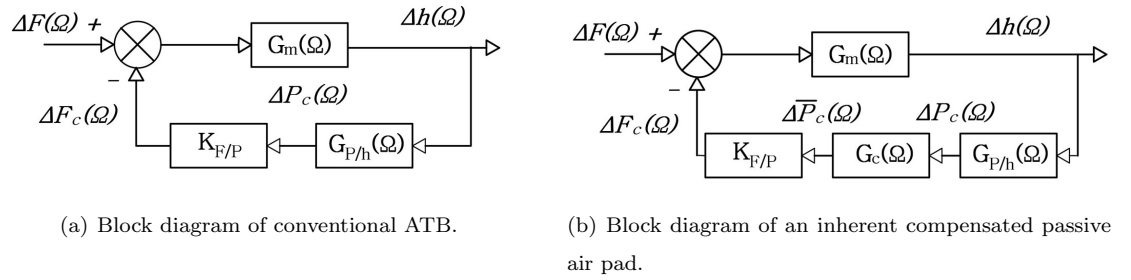 ΔF(Ω) +
Δh(Ω)
Gm(Ω)
−
ΔPc(Ω)
ΔFc(Ω)
KF/P
GP/h(Ω)
(a) Block diagram of conventional ATB.
ΔF(Ω) +
Δh(Ω)
Gm(Ω)
−
ΔP̅c(Ω)
ΔPc(Ω)
ΔFc(Ω)
KF/P
Gc(Ω)
GP/h(Ω)
(b) Block diagram of an inherent compensated passive
air pad.